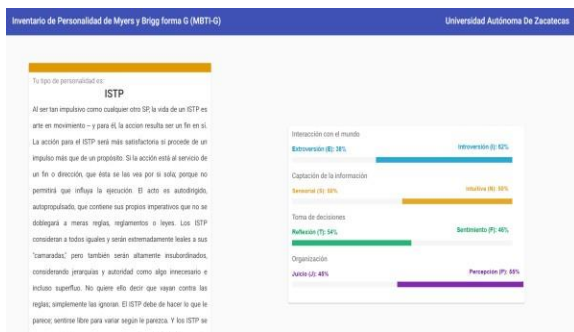 Inventario de Personalidad de Myers y Brigg forma G (MBTI-G)
Universidad Autónoma De Zacatecas
Tu tipo de personalidad es:
ISTP
Al ser tan impulsivo como cualquier otro SP, la vida de un ISTP es
arte en movimiento – y para él, la accion resulta ser un fin en sí.
La acción para el ISTP será más satisfactoria si procede de un
impulso más que de un propósito. Si la acción está al servicio de
un fin o dirección, que ésta se las vea por si sola, porque no
permitirá que influya la ejecución. El acto es autodirigido,
autopropulsado, que contiene sus propios imperativos que no se
doblegará a meras reglas, reglamentos o leyes. Los ISTP
consideran a todos iguales y serán extremadamente leales a sus
"camaradas," pero también serán altamente insubordinados,
considerando jerarquías y autoridad como algo innecesario e
incluso superfluo. No quiere ello decir que vayan contra las
reglas; simplemente las ignoran. El ISTP debe de hacer lo que le
parece; sentirse libre para variar según le parezca. Y los ISTP se
Interacción con el mundo
Extroversión (E): 38%
Introversión (I): 62%
Captación de la información
Sensorial (S): 50%
Intuitiva (N): 50%
Toma de decisiones
Reflexión (T): 54%
Sentimiento (F): 46%
Organización
Juicio (J): 45%
Percepción (P): 55%